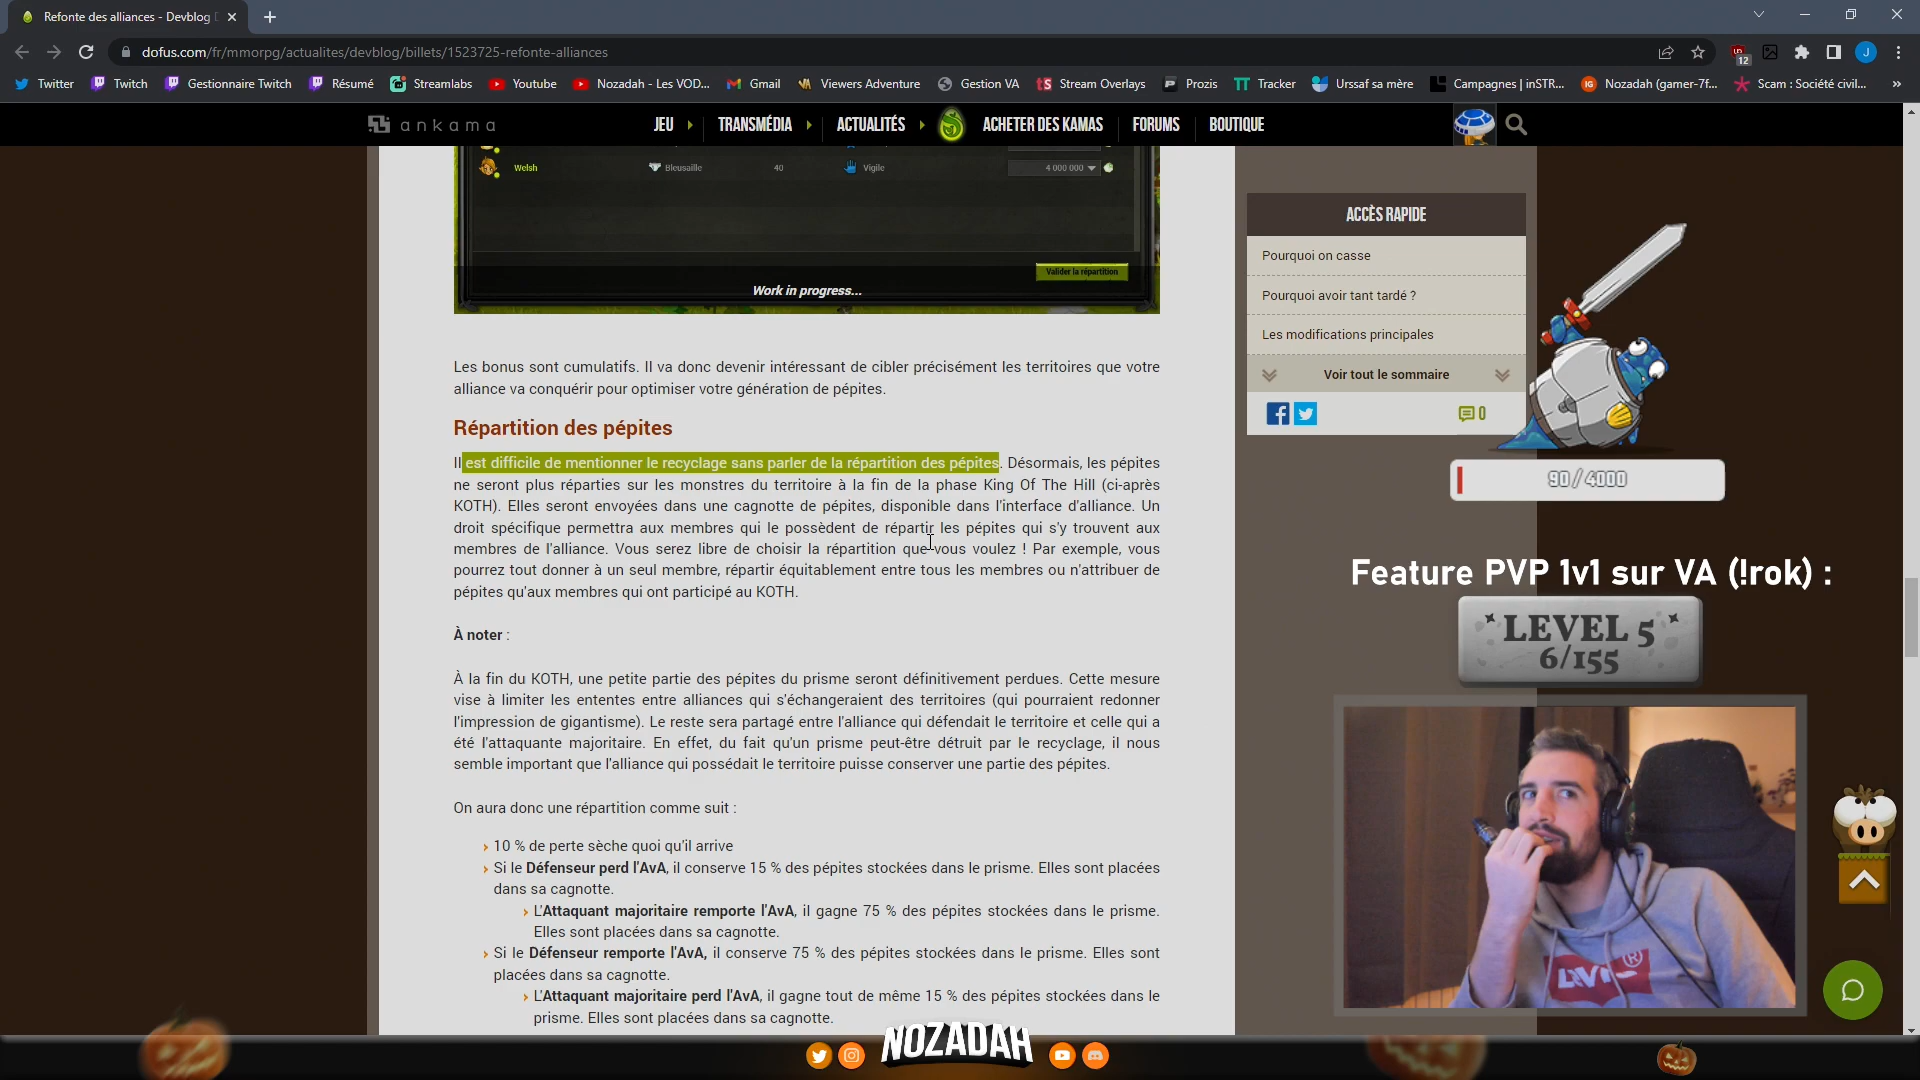 Refonte des alliances - Devblog
dofus.com/fr/mmorpg/actualites/devblog/billets/1523725-refonte-alliances
12
J
Twitter
Twitch
Gestionnaire Twitch
Résumé
Streamlabs
Youtube
Nozadah - Les VOD...
Gmail
Viewers Adventure
Gestion VA
Stream Overlays
Prozis
Tracker
Urssaf sa mère
Campagnes | inSTR...
Nozadah (gamer-7f...
Scam : Société civil...
»
ankama
JEU
TRANSMÉDIA
ACTUALITÉS
ACHETER DES KAMAS
FORUMS
BOUTIQUE
Welsh
Bleusaille
40
Vigile
4 000 000
Valider la répartition
Work in progress...
Les bonus sont cumulatifs. Il va donc devenir intéressant de cibler précisément les territoires que votre
alliance va conquérir pour optimiser votre génération de pépites.
Répartition des pépites
Il est difficile de mentionner le recyclage sans parler de la répartition des pépites. Désormais, les pépites
ne seront plus réparties sur les monstres du territoire à la fin de la phase King Of The Hill (ci-après
KOTH). Elles seront envoyées dans une cagnotte de pépites, disponible dans l'interface d'alliance. Un
droit spécifique permettra aux membres qui le possèdent de répartir les pépites qui s'y trouvent aux
membres de l'alliance. Vous serez libre de choisir la répartition que vous voulez ! Par exemple, vous
pourrez tout donner à un seul membre, répartir équitablement entre tous les membres ou n'attribuer de
pépites qu'aux membres qui ont participé au KOTH.
À noter :
À la fin du KOTH, une petite partie des pépites du prisme seront définitivement perdues. Cette mesure
vise à limiter les ententes entre alliances qui s'échangeraient des territoires (qui pourraient redonner
l'impression de gigantisme). Le reste sera partagé entre l'alliance qui défendait le territoire et celle qui a
été l'attaquante majoritaire. En effet, du fait qu'un prisme peut-être détruit par le recyclage, il nous
semble important que l'alliance qui possédait le territoire puisse conserver une partie des pépites.
On aura donc une répartition comme suit :
10 % de perte sèche quoi qu'il arrive
Si le Défenseur perd l'AvA, il conserve 15 % des pépites stockées dans le prisme. Elles sont placées
dans sa cagnotte.
L'Attaquant majoritaire remporte l'AvA, il gagne 75 % des pépites stockées dans le prisme.
Elles sont placées dans sa cagnotte.
Si le Défenseur remporte l'AvA, il conserve 75 % des pépites stockées dans le prisme. Elles sont
placées dans sa cagnotte.
L'Attaquant majoritaire perd l'AvA, il gagne tout de même 15 % des pépites stockées dans le
prisme. Elles sont placées dans sa cagnotte.
ACCÈS RAPIDE
Pourquoi on casse
Pourquoi avoir tant tardé ?
Les modifications principales
Voir tout le sommaire
0
90 / 4000
Feature PVP 1v1 sur VA (!rok) :
LEVEL 5
6/155
NOZADAH